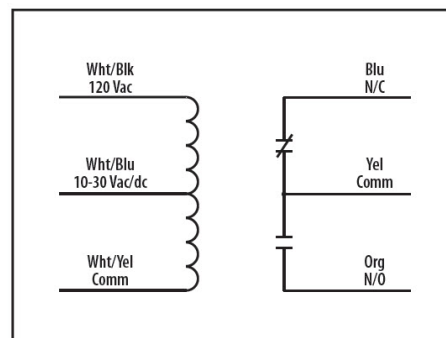 Wht/Blk
120 Vac
Wht/Blu
10-30 Vac/dc
Wht/Yel
Comm
Blu
N/C
Yel
Comm
Org
N/O